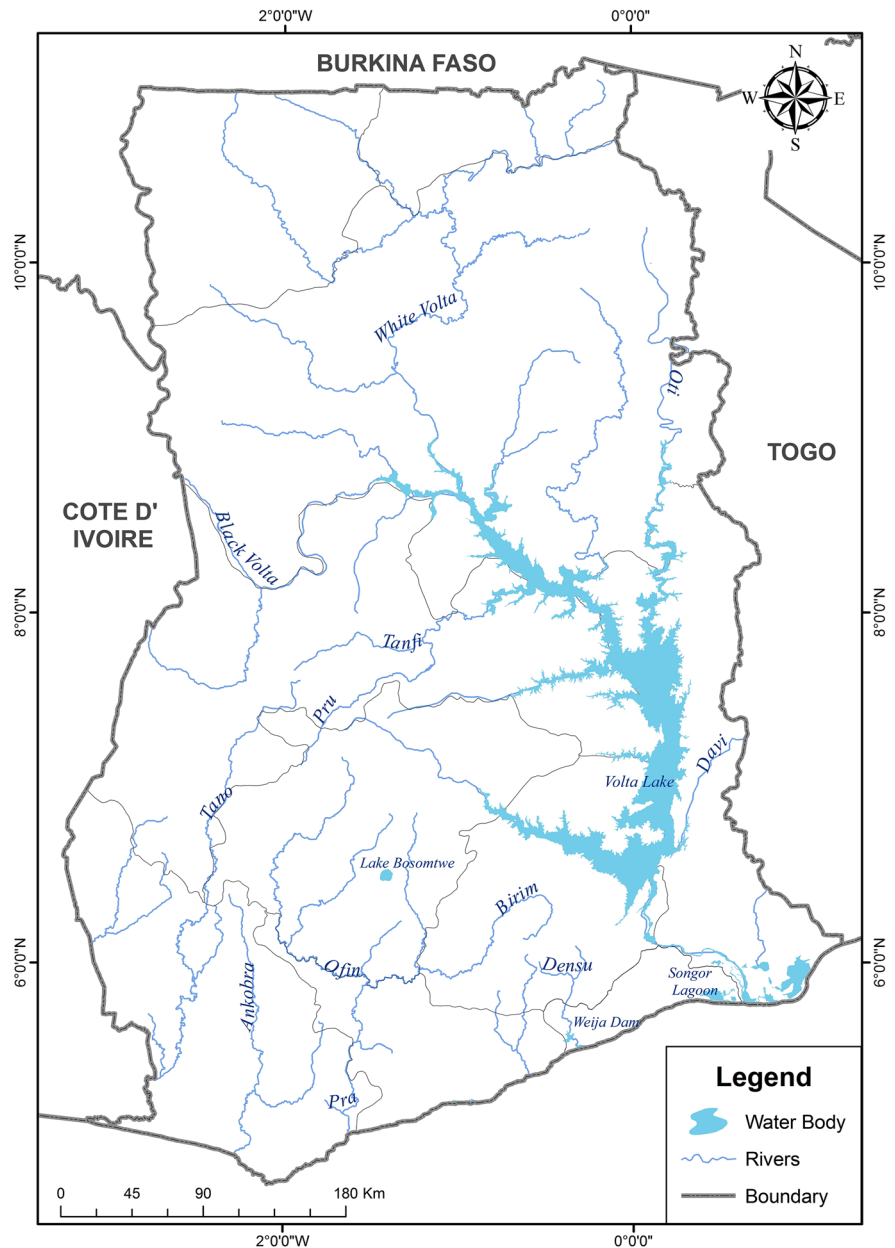 2°0'0"W
0°0'0"
BURKINA FASO
N
W
E
S
10°0'0"N
10°0'0"N
White Volta
Oti
TOGO
COTE D'
IVOIRE
Black Volta
8°0'0"N
8°0'0"N
Tanfi
Pru
Davi
Volta Lake
Tano
Lake Bosomtwe
Birim
6°0'0"N
6°0'0"N
Ofin
Densu
Songor
Lagoon
Ankobra
Weija Dam
Pra
Legend
Water Body
Rivers
Boundary
0
45
90
180 Km
2°0'0"W
0°0'0"